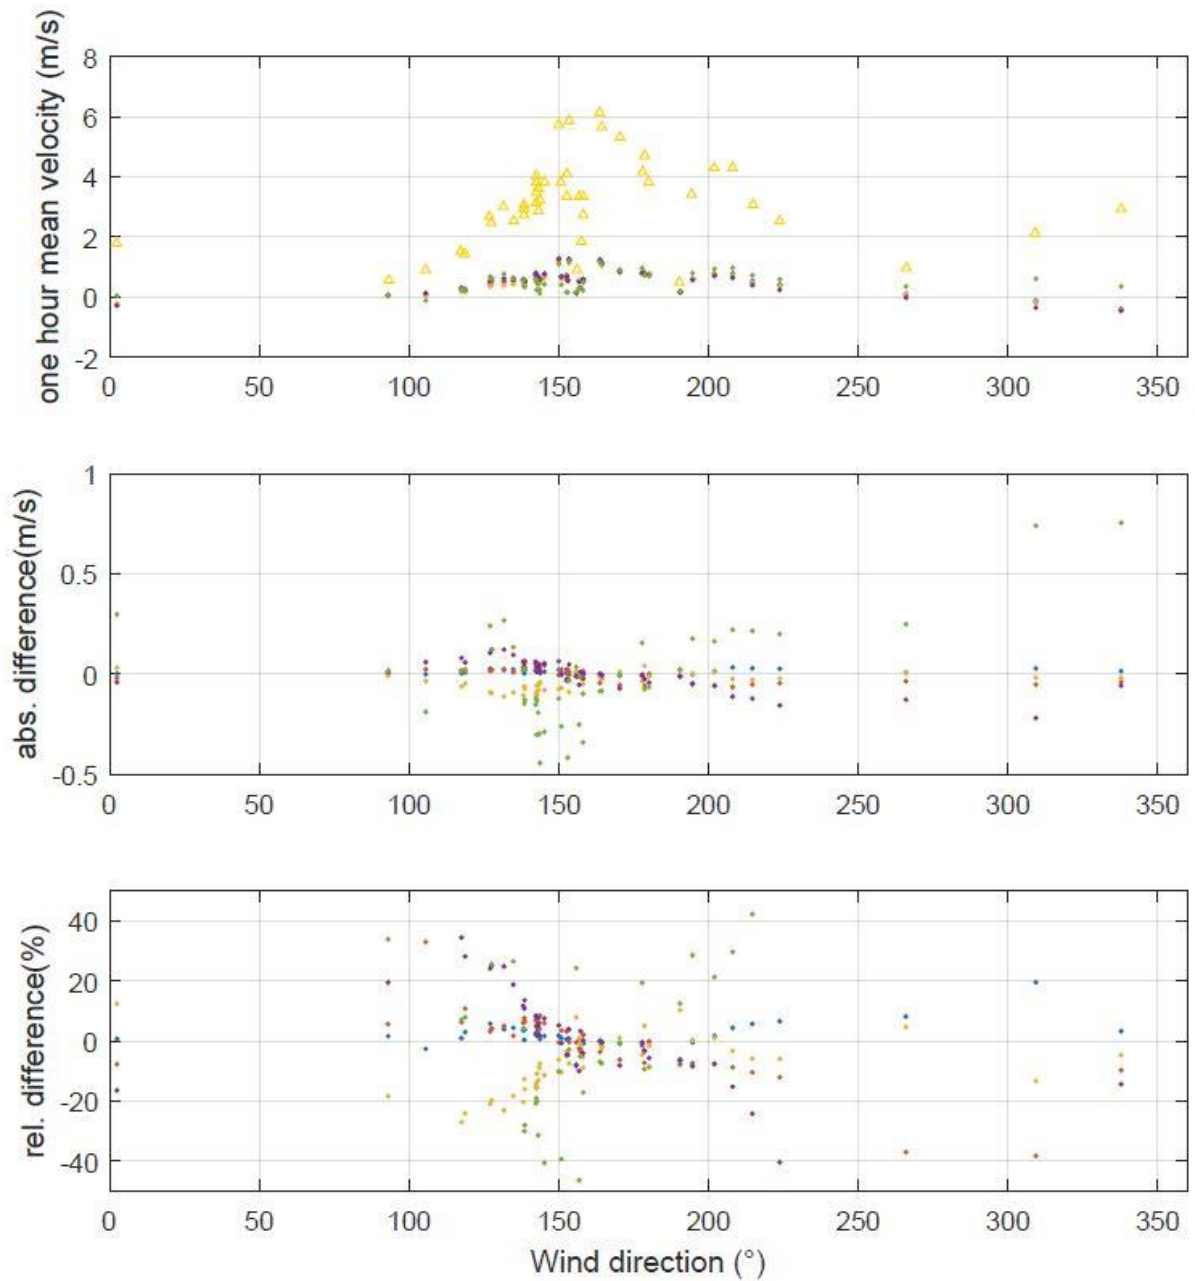 one hour mean velocity (m/s)
8
6
4
2
0
-2
0 50 100 150 200 250 300 350
abs. difference(m/s)
1
0.5
0
-0.5
0 50 100 150 200 250 300 350
rel. difference(%)
40
20
0
-20
-40
0 50 100 150 200 250 300 350
Wind direction (°)